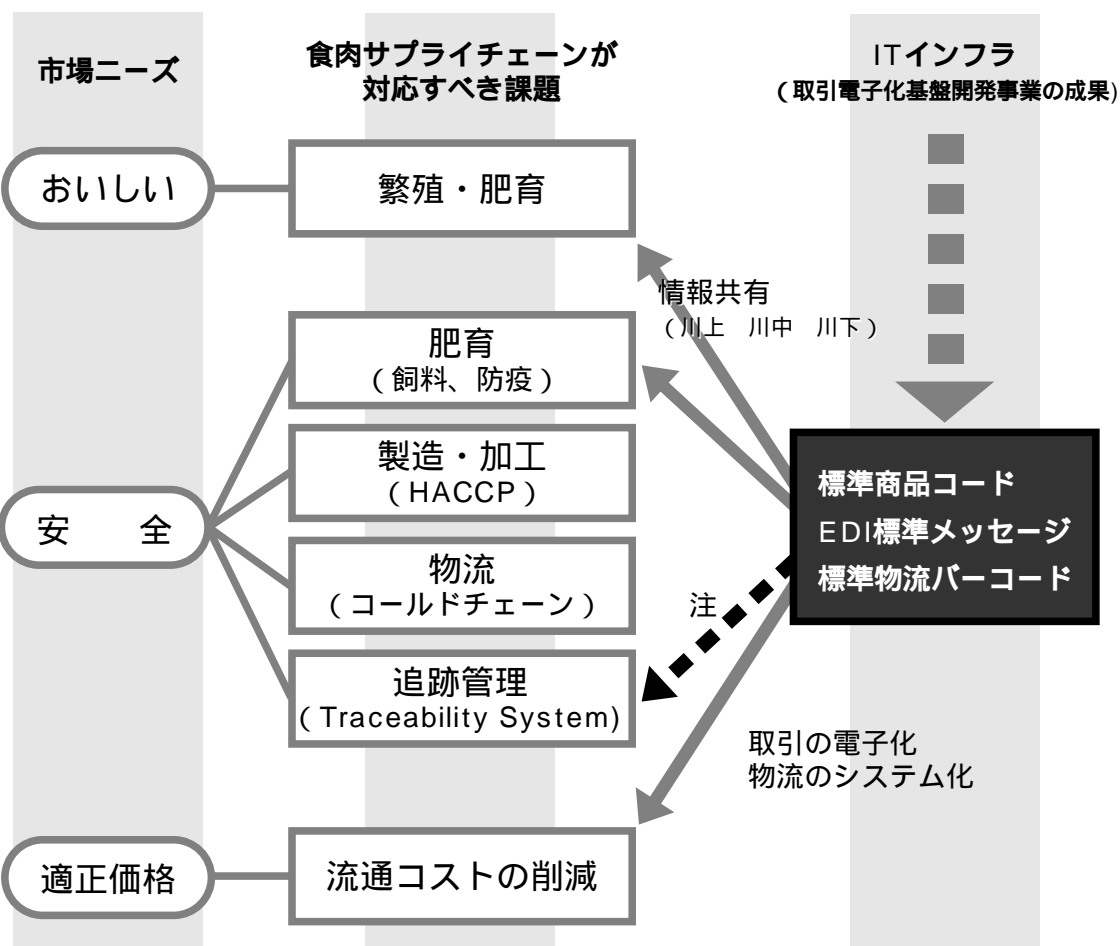 市場ニーズ
食肉サプライチェーンが
対応すべき課題
ITインフラ
(取引電子化基盤開発事業の成果)
おいしい
繁殖・肥育
情報共有
(川上　川中　川下)
肥育
(飼料、防疫)
製造・加工
(HACCP)
安　　全
物流
(コールドチェーン)
追跡管理
(Traceability System)
注
標準商品コード
EDI標準メッセージ
標準物流バーコード
取引の電子化
物流のシステム化
適正価格
流通コストの削減